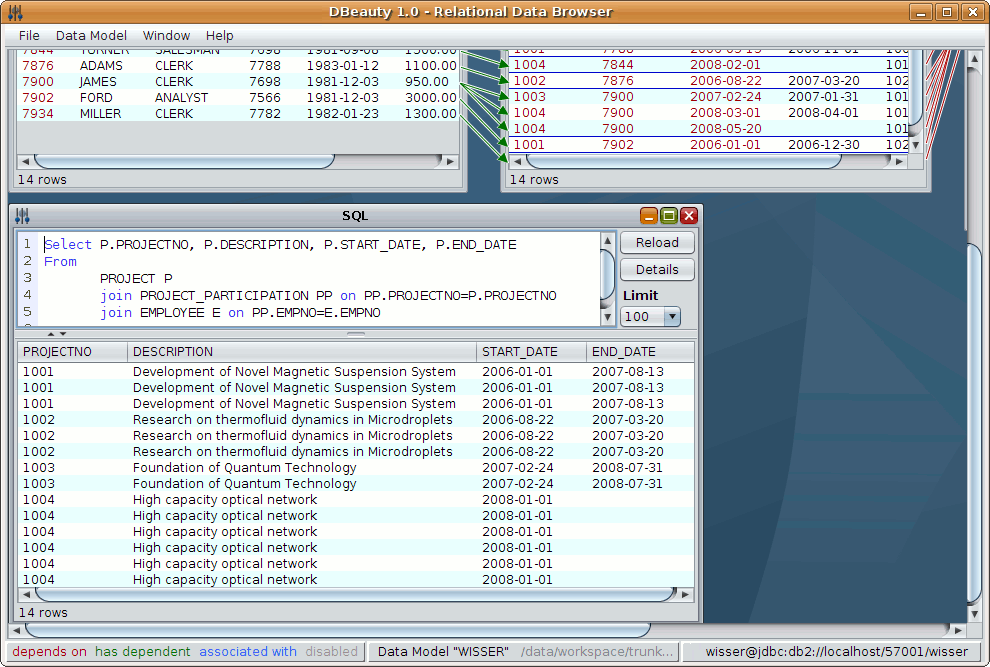 DBeauty 1.0 - Relational Data Browser
File Data Model Window Help
7844 TURNER SALESMAN 7698 1981-09-08 1500.00
7876 ADAMS CLERK 7788 1983-01-12 1100.00
7900 JAMES CLERK 7698 1981-12-03 950.00
7902 FORD ANALYST 7566 1981-12-03 3000.00
7934 MILLER CLERK 7782 1982-01-23 1300.00
14 rows
1004 7844 2008-02-01 101
1002 7876 2006-08-22 2007-03-20 102
1003 7900 2007-02-24 2007-01-31 101
1004 7900 2008-03-01 2008-04-01 101
1004 7900 2008-05-20 101
1001 7902 2006-01-01 2006-12-30 102
14 rows
SQL
1 Select P.PROJECTNO, P.DESCRIPTION, P.START_DATE, P.END_DATE
2 From
3 PROJECT P
4 join PROJECT_PARTICIPATION PP on PP.PROJECTNO=P.PROJECTNO
5 join EMPLOYEE E on PP.EMPNO=E.EMPNO
Reload
Details
Limit
100
PROJECTNO DESCRIPTION START_DATE END_DATE
1001 Development of Novel Magnetic Suspension System 2006-01-01 2007-08-13
1001 Development of Novel Magnetic Suspension System 2006-01-01 2007-08-13
1001 Development of Novel Magnetic Suspension System 2006-01-01 2007-08-13
1002 Research on thermofluid dynamics in Microdroplets 2006-08-22 2007-03-20
1002 Research on thermofluid dynamics in Microdroplets 2006-08-22 2007-03-20
1002 Research on thermofluid dynamics in Microdroplets 2006-08-22 2007-03-20
1003 Foundation of Quantum Technology 2007-02-24 2008-07-31
1003 Foundation of Quantum Technology 2007-02-24 2008-07-31
1004 High capacity optical network 2008-01-01
1004 High capacity optical network 2008-01-01
1004 High capacity optical network 2008-01-01
1004 High capacity optical network 2008-01-01
1004 High capacity optical network 2008-01-01
1004 High capacity optical network 2008-01-01
14 rows
depends on has dependent associated with disabled Data Model "WISSER" /data/workspace/trunk... wisser@jdbc:db2://localhost/57001/wisser